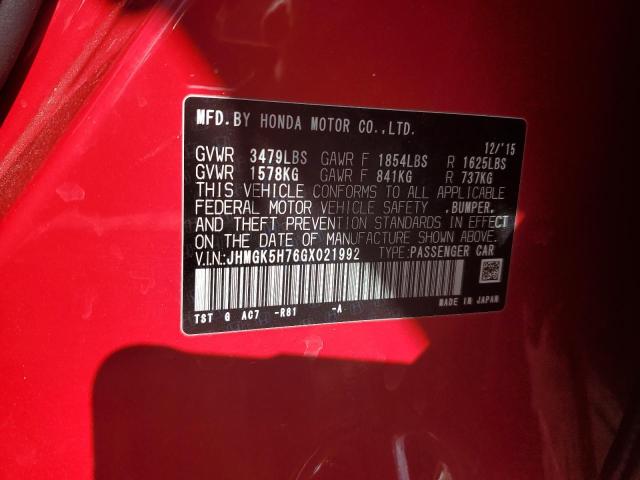 MFD.BY HONDA MOTOR CO.,LTD.
12/'15
GVWR 3479LBS GAWR F 1854LBS R 1625LBS
GVWR 1578KG GAWR F 841KG R 737KG
THIS VEHICLE CONFORMS TO ALL APPLICABLE
FEDERAL MOTOR VEHICLE SAFETY ,BUMPER,
AND THEFT PREVENTION STANDARDS IN EFFECT
ON THE DATE OF MANUFACTURE SHOWN ABOVE.
V.I.N:JHMGK5H76GX021992 TYPE:PASSENGER CAR
TST G AC7 -R81 -A
MADE IN JAPAN